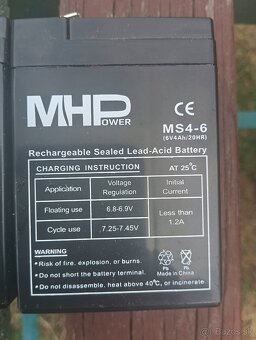 MHPower
CE
MS4-6
(6V4Ah/20HR)
Rechargeable Sealed Lead-Acid Battery
CHARGING INSTRUCTION AT 25°C
Application Voltage Regulation Initial Current
Floating use 6.8-6.9V Less than 1.2A
Cycle use 7.25-7.45V
WARNING
Risk of fire, explosion, or burns.
Do not short the battery terminal.
Do not disassemble, heat above 40°C, or incinerate.
Pb Pb